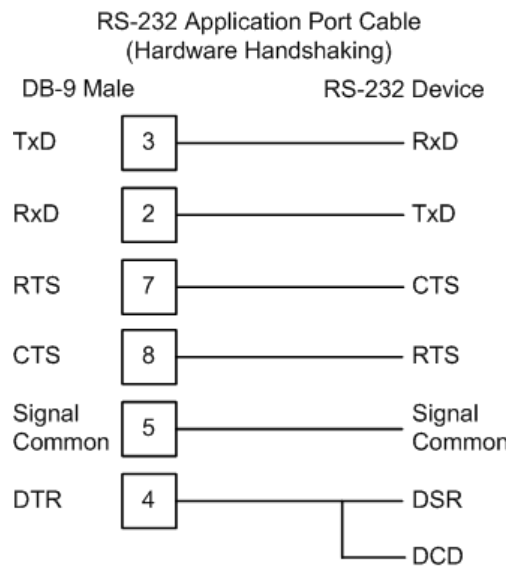 RS-232 Application Port Cable
(Hardware Handshaking)
DB-9 Male RS-232 Device
TxD 3 RxD
RxD 2 TxD
RTS 7 CTS
CTS 8 RTS
Signal Common 5 Signal Common
DTR 4 DSR
DCD